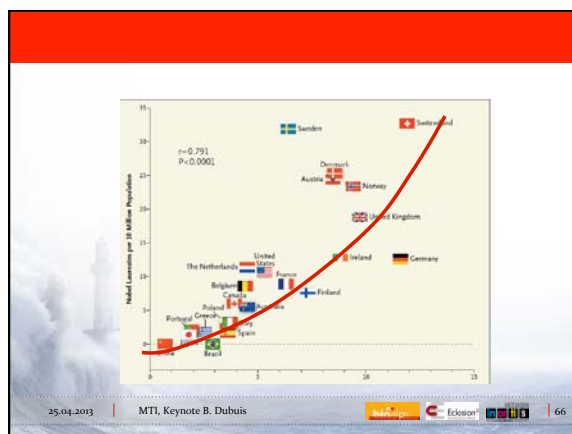 35
r=0.791
P<0.0001
30
25
20
15
10
5
0
Nobel Laureates per 10 Million Population
Sweden
Switzerland
Denmark
Austria
Norway
United Kingdom
United
States
The Netherlands
Ireland
Germany
France
Belgium
Finland
Canada
Poland
Australia
Greece
Portugal
Italy
Spain
China
Brazil
0 5 10 15
25.04.2013 | MTI, Keynote B. Dubuis
Eclosion
inartis
| 66